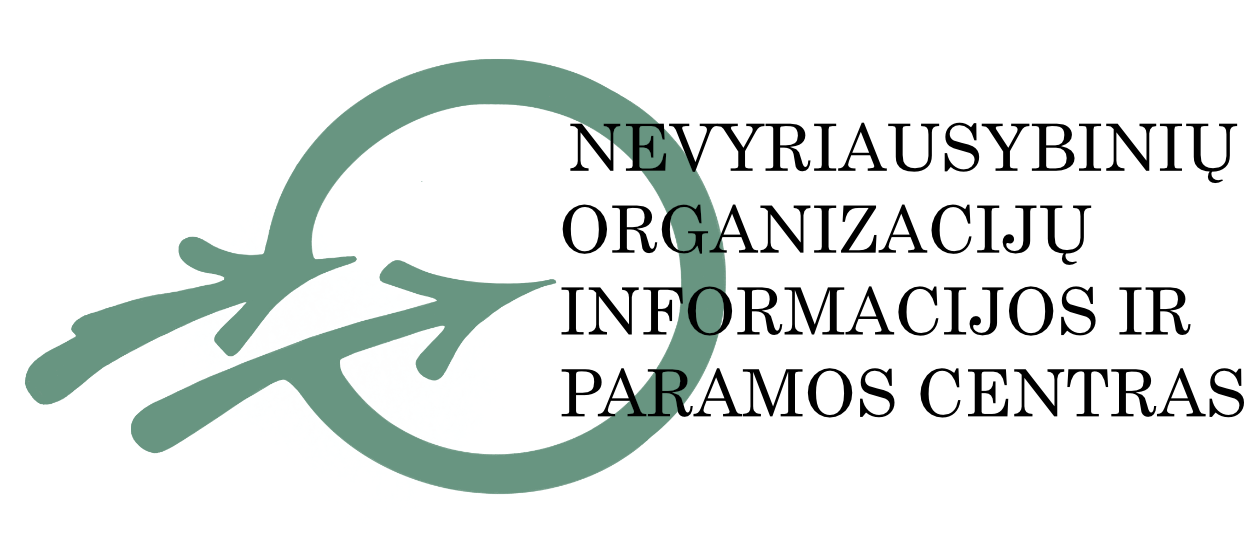 NEVYRIAUSYBINIŲ
ORGANIZACIJŲ
INFORMACIJOS IR
PARAMOS CENTRAS